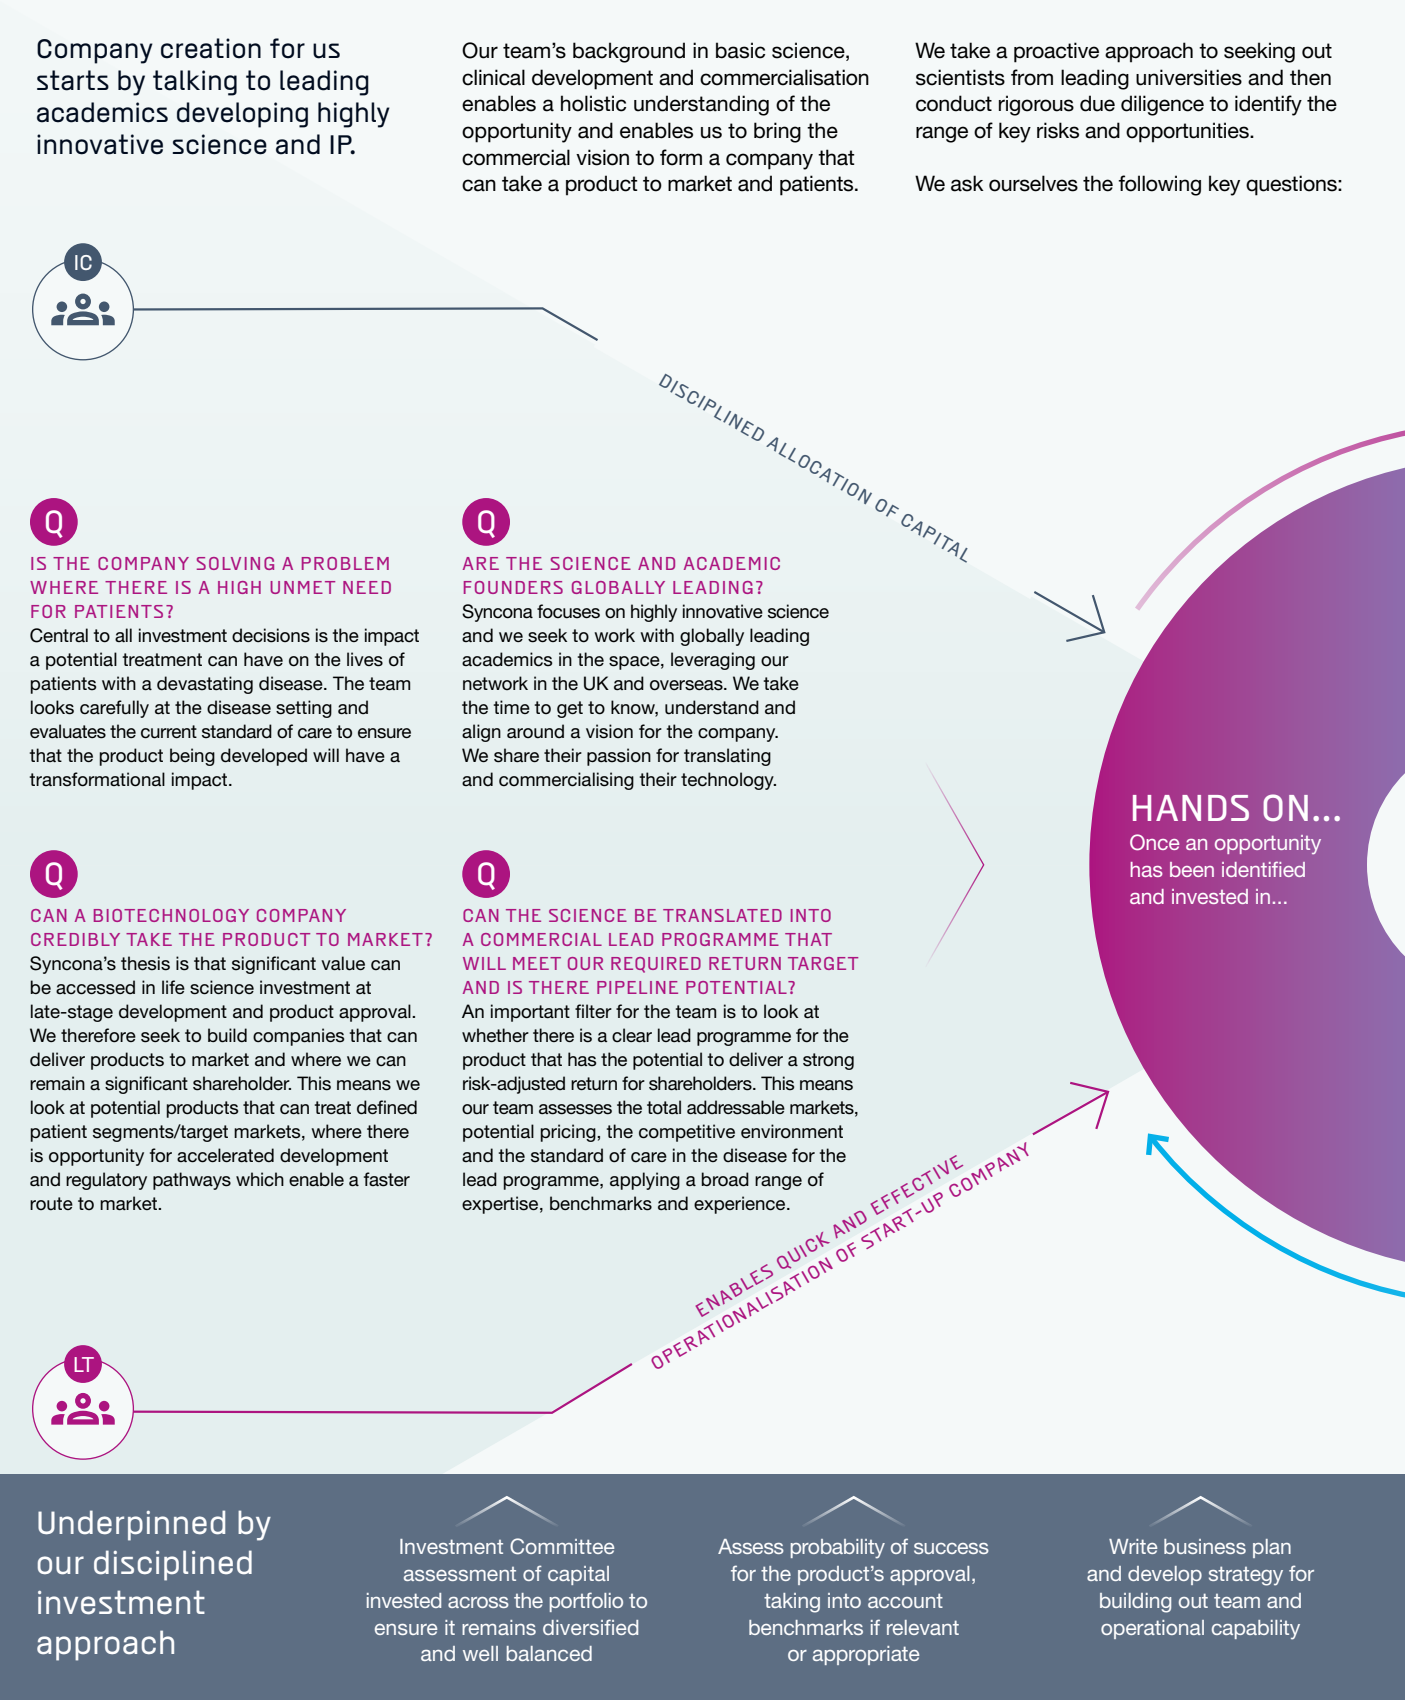 Company creation for us
starts by talking to leading
academics developing highly
innovative science and IP.
Our team's background in basic science,
clinical development and commercialisation
enables a holistic understanding of the
opportunity and enables us to bring the
commercial vision to form a company that
can take a product to market and patients.
We take a proactive approach to seeking out
scientists from leading universities and then
conduct rigorous due diligence to identify the
range of key risks and opportunities.
We ask ourselves the following key questions:
IC
DISCIPLINED ALLOCATION OF CAPITAL
Q
IS THE COMPANY SOLVING A PROBLEM
WHERE THERE IS A HIGH UNMET NEED
FOR PATIENTS?
Central to all investment decisions is the impact
a potential treatment can have on the lives of
patients with a devastating disease. The team
looks carefully at the disease setting and
evaluates the current standard of care to ensure
that the product being developed will have a
transformational impact.
Q
ARE THE SCIENCE AND ACADEMIC
FOUNDERS GLOBALLY LEADING?
Syncona focuses on highly innovative science
and we seek to work with globally leading
academics in the space, leveraging our
network in the UK and overseas. We take
the time to get to know, understand and
align around a vision for the company.
We share their passion for translating
and commercialising their technology.
Q
CAN A BIOTECHNOLOGY COMPANY
CREDIBLY TAKE THE PRODUCT TO MARKET?
Syncona's thesis is that significant value can
be accessed in life science investment at
late-stage development and product approval.
We therefore seek to build companies that can
deliver products to market and where we can
remain a significant shareholder. This means we
look at potential products that can treat defined
patient segments/target markets, where there
is opportunity for accelerated development
and regulatory pathways which enable a faster
route to market.
Q
CAN THE SCIENCE BE TRANSLATED INTO
A COMMERCIAL LEAD PROGRAMME THAT
WILL MEET OUR REQUIRED RETURN TARGET
AND IS THERE PIPELINE POTENTIAL?
An important filter for the team is to look at
whether there is a clear lead programme for the
product that has the potential to deliver a strong
risk-adjusted return for shareholders. This means
our team assesses the total addressable markets,
potential pricing, the competitive environment
and the standard of care in the disease for the
lead programme, applying a broad range of
expertise, benchmarks and experience.
HANDS ON...
Once an opportunity
has been identified
and invested in...
ENABLES QUICK AND EFFECTIVE
OPERATIONALISATION OF START-UP COMPANY
LT
Underpinned by
our disciplined
investment
approach
Investment Committee
assessment of capital
invested across the portfolio to
ensure it remains diversified
and well balanced
Assess probability of success
for the product's approval,
taking into account
benchmarks if relevant
or appropriate
Write business plan
and develop strategy for
building out team and
operational capability